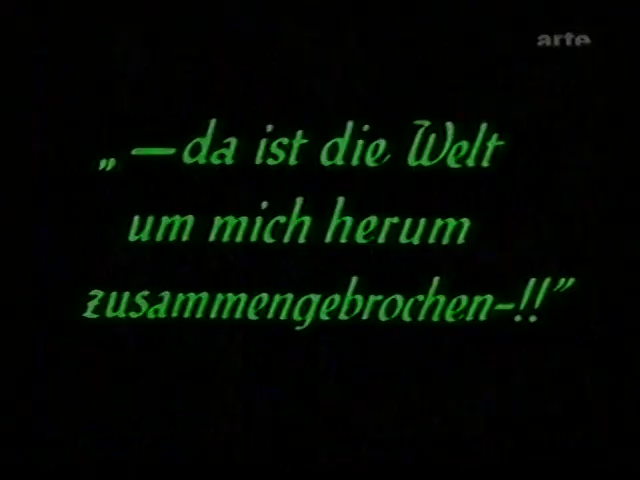 arte
„—da ist die Welt
um mich herum
zusammengebrochen-!!”